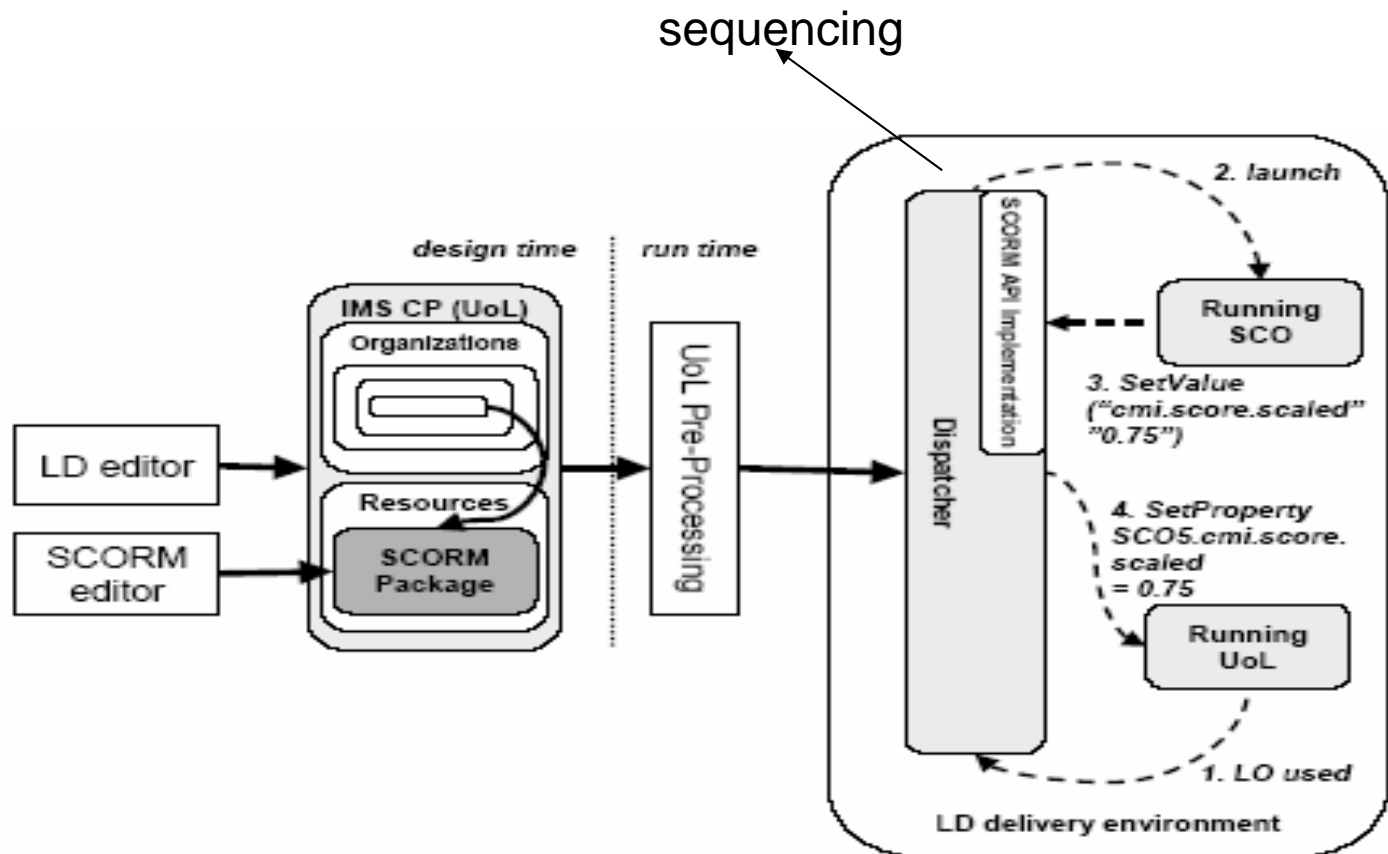 sequencing
design time
run time
IMS CP (UoL)
Organizations
Resources
SCORM
Package
LD editor
SCORM
editor
UoL Pre-Processing
Dispatcher
SCORM API Implementation
2. launch
Running
SCO
3. SetValue
("cmi.score.scaled"
"0.75")
4. SetProperty
SCO5.cmi.score.
scaled
= 0.75
Running
UoL
1. LO used
LD delivery environment